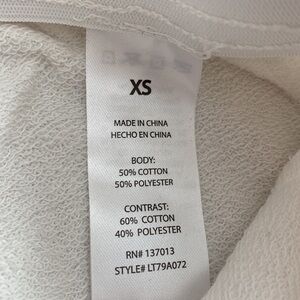 XS
MADE IN CHINA
HECHO EN CHINA
BODY:
50% COTTON
50% POLYESTER
CONTRAST:
60% COTTON
40% POLYESTER
RN# 137013
STYLE# LT79A072